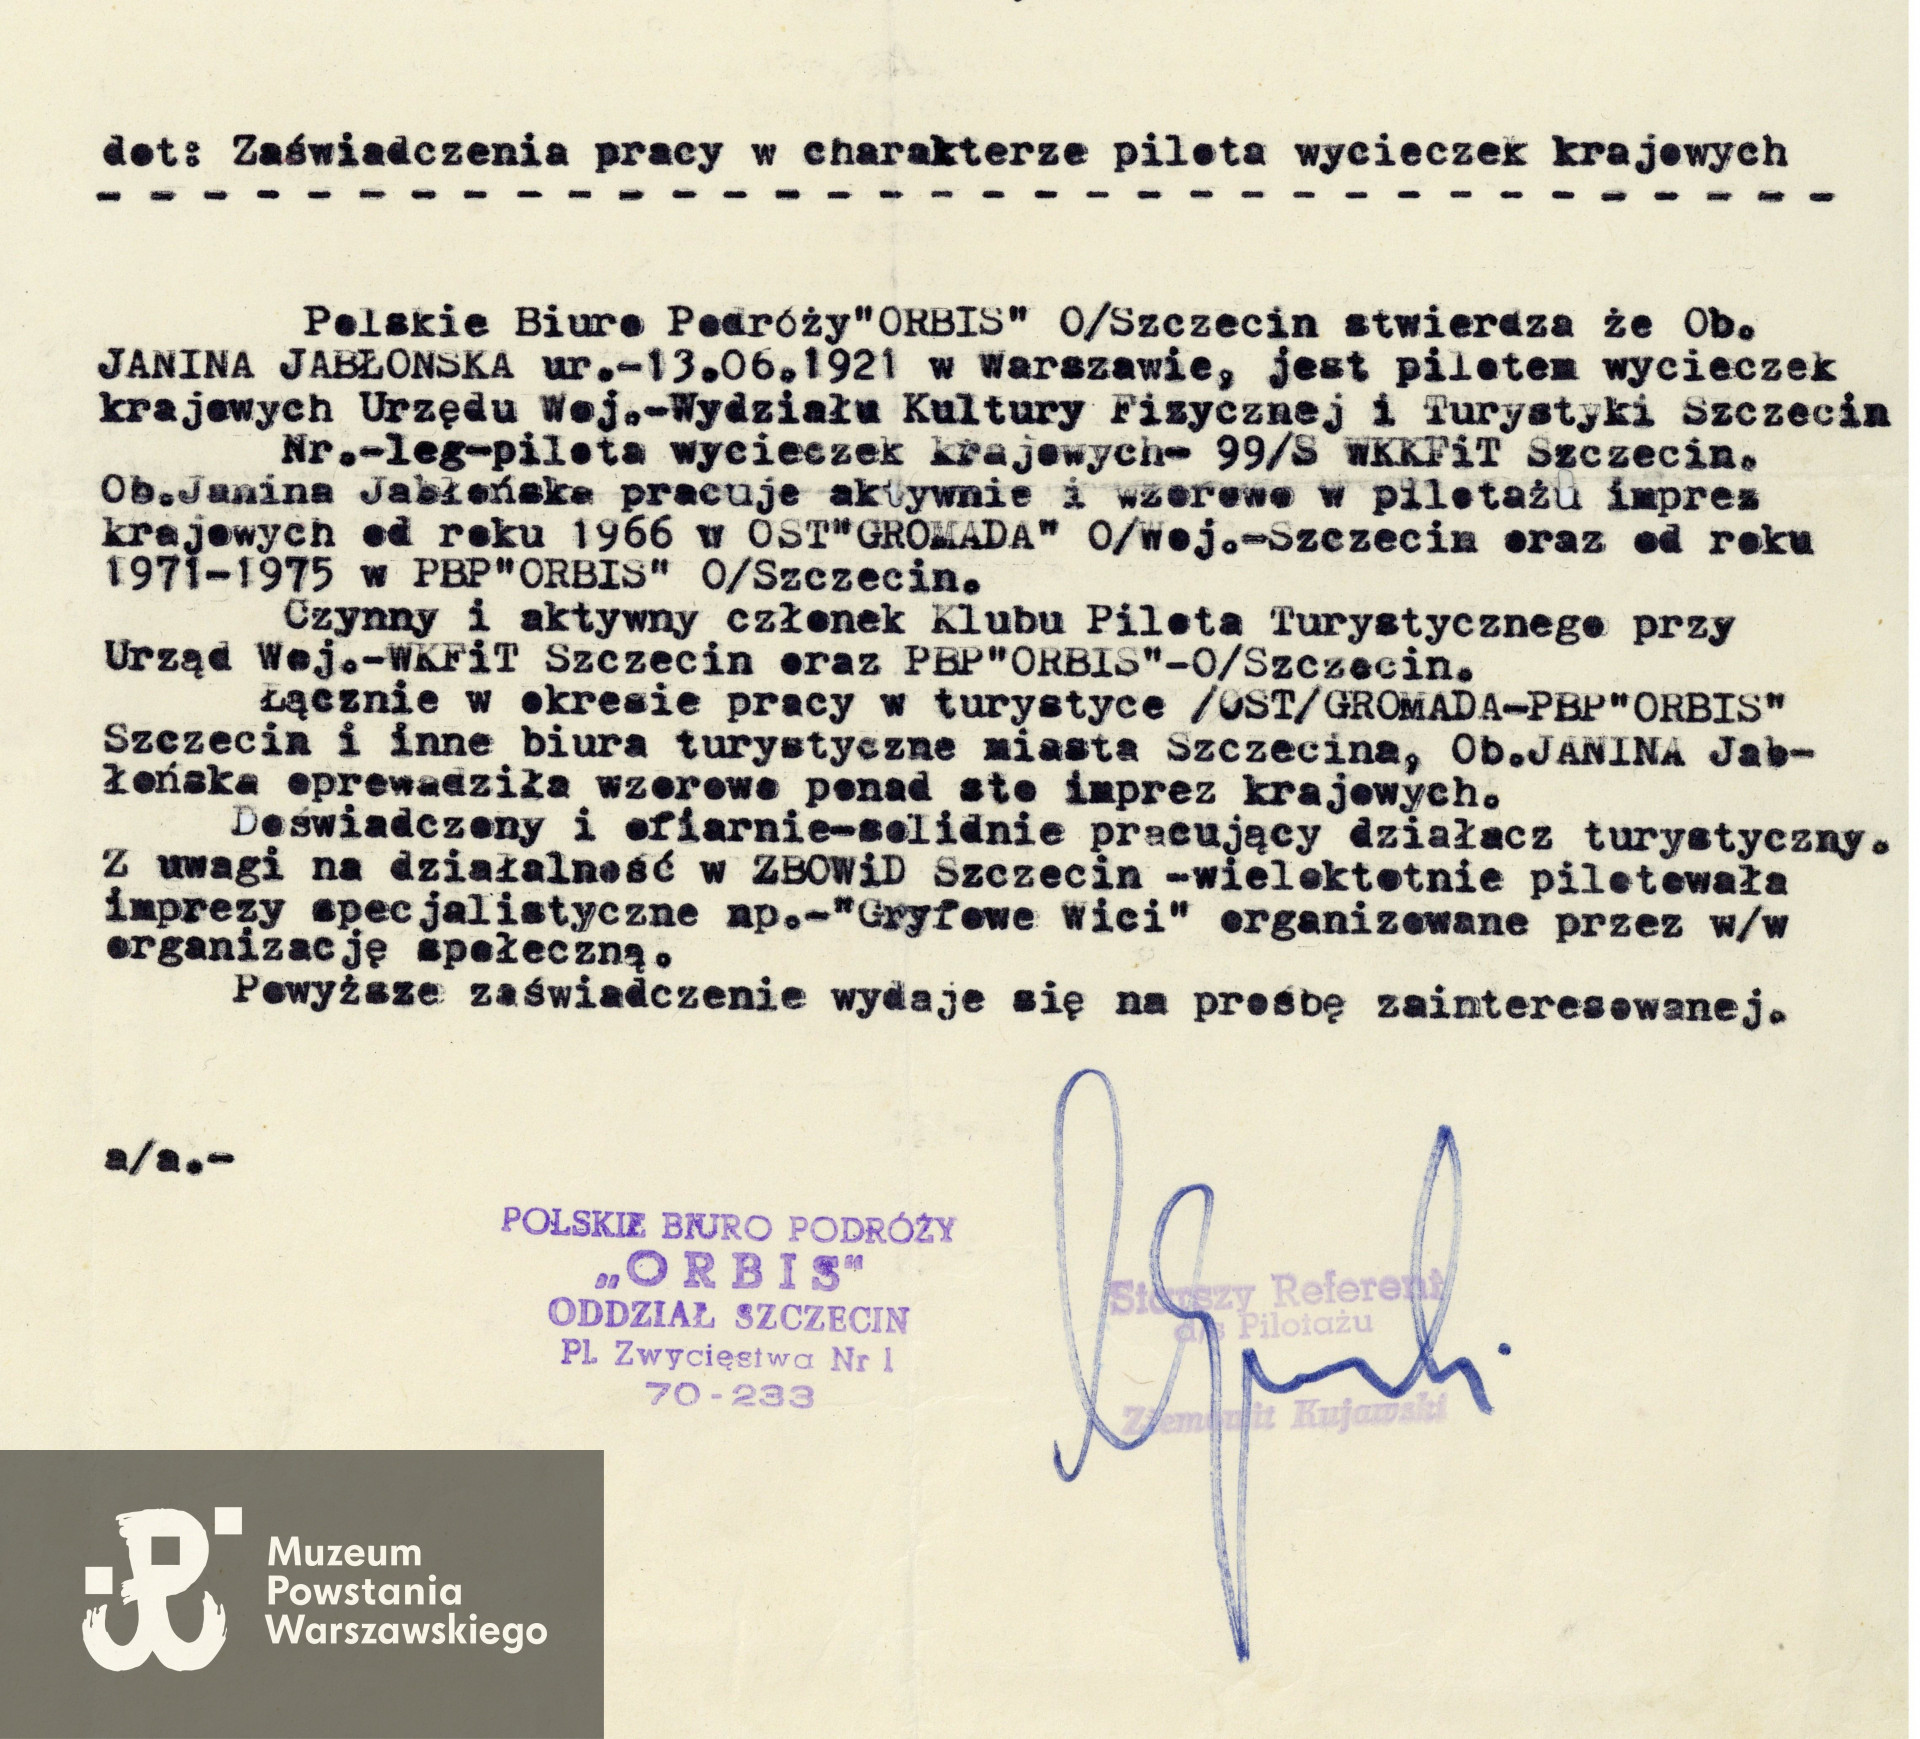 dot: Zaświadczenia pracy w charakterze pilota wycieczek krajowych
- - - - - - - - - - - - - - - - - - - - - - - - - - - - - - - - - -
Polskie Biuro Podróży"ORBIS" O/Szczecin stwierdza że Ob.
JANINA JABŁONSKA ur.-13.06.1921 w Warszawie, jest pilotem wycieczek
krajowych Urzędu Woj.-Wydziału Kultury Fizycznej i Turystyki Szczecin
Nr.-leg-pilota wycieczek krajowych- 99/S WKKFiT Szczecin.
Ob.Janina Jabłońska pracuje aktywnie i wzorowo w pilotażu imprez
krajowych od roku 1966 w OST"GROMADA" O/Woj.-Szczecin oraz od roku
1971-1975 w PBP"ORBIS" O/Szczecin.
Czynny i aktywny członek Klubu Pilota Turystycznego przy
Urząd Woj.-WKFiT Szczecin oraz PBP"ORBIS"-O/Szczecin.
Łącznie w okresie pracy w turystyce /OST/GROMADA-PBP"ORBIS"
Szczecin i inne biura turystyczne miasta Szczecina, Ob.JANINA Jab-
łońska oprowadziła wzorowo ponad sto imprez krajowych.
Doświadczony i ofiarnie-solidnie pracujący działacz turystyczny.
Z uwagi na działalność w ZBOWiD Szczecin -wieloktotnie pilotowała
imprezy specjalistyczne np.-"Gryfowe Wici" organizowane przez w/w
organizację społeczną.
Powyższe zaświadczenie wydaje się na prośbę zainteresowanej.
a/a.-
POLSKIE BIURO PODRÓŻY
„ORBIS"
ODDZIAŁ SZCZECIN
Pl. Zwycięstwa Nr 1
70-233
Starszy Referent
d/s Pilotażu
Ziemowit Kujawski
Muzeum
Powstania
Warszawskiego